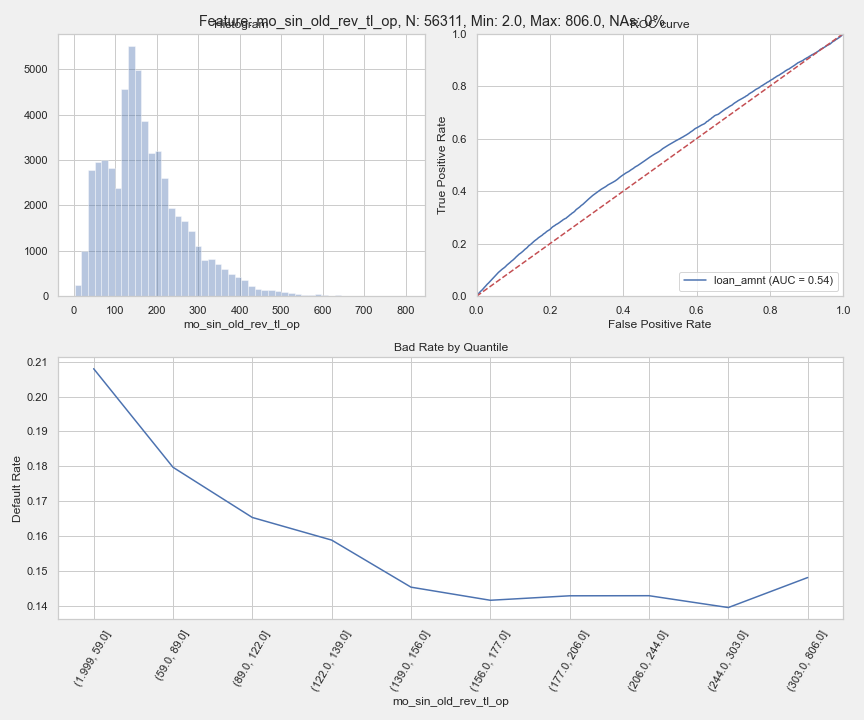 Feature: mo_sin_old_rev_tl_op, N: 56311, Min: 2.0, Max: 806.0, NAs: 0%
Histogram
5000
4000
3000
2000
1000
0
0 100 200 300 400 500 600 700 800
mo_sin_old_rev_tl_op
ROC curve
True Positive Rate
1.0
0.8
0.6
0.4
0.2
0.0
loan_amnt (AUC = 0.54)
0.0 0.2 0.4 0.6 0.8 1.0
False Positive Rate
Bad Rate by Quantile
Default Rate
0.21
0.20
0.19
0.18
0.17
0.16
0.15
0.14
(1.999, 59.0]
(59.0, 89.0]
(89.0, 122.0]
(122.0, 139.0]
(139.0, 156.0]
(156.0, 177.0]
(177.0, 206.0]
(206.0, 244.0]
(244.0, 303.0]
(303.0, 806.0]
mo_sin_old_rev_tl_op